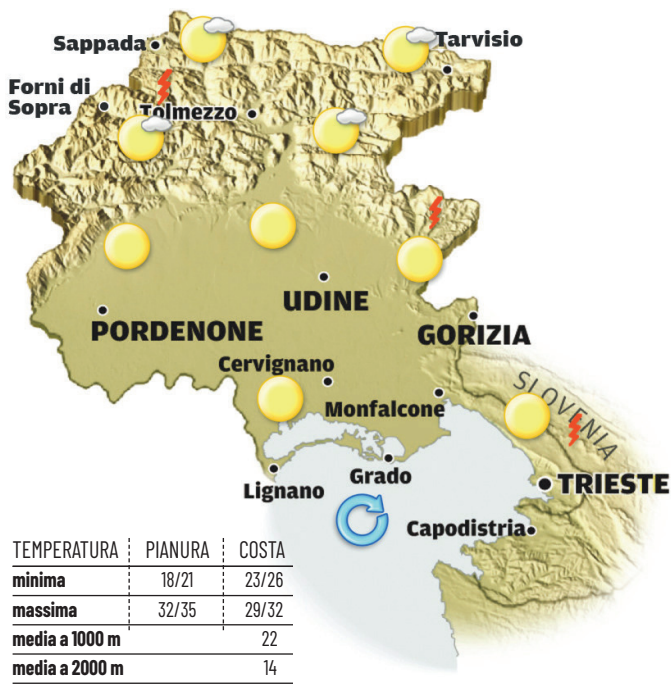 Sappada
Tarvisio
Forni di
Sopra
Tolmezzo
UDINE
PORDENONE
GORIZIA
Cervignano
SLOVENIA
Monfalcone
Grado
TRIESTE
Lignano
Capodistria
TEMPERATURA PIANURA COSTA
minima 18/21 23/26
massima 32/35 29/32
media a 1000 m 22
media a 2000 m 14